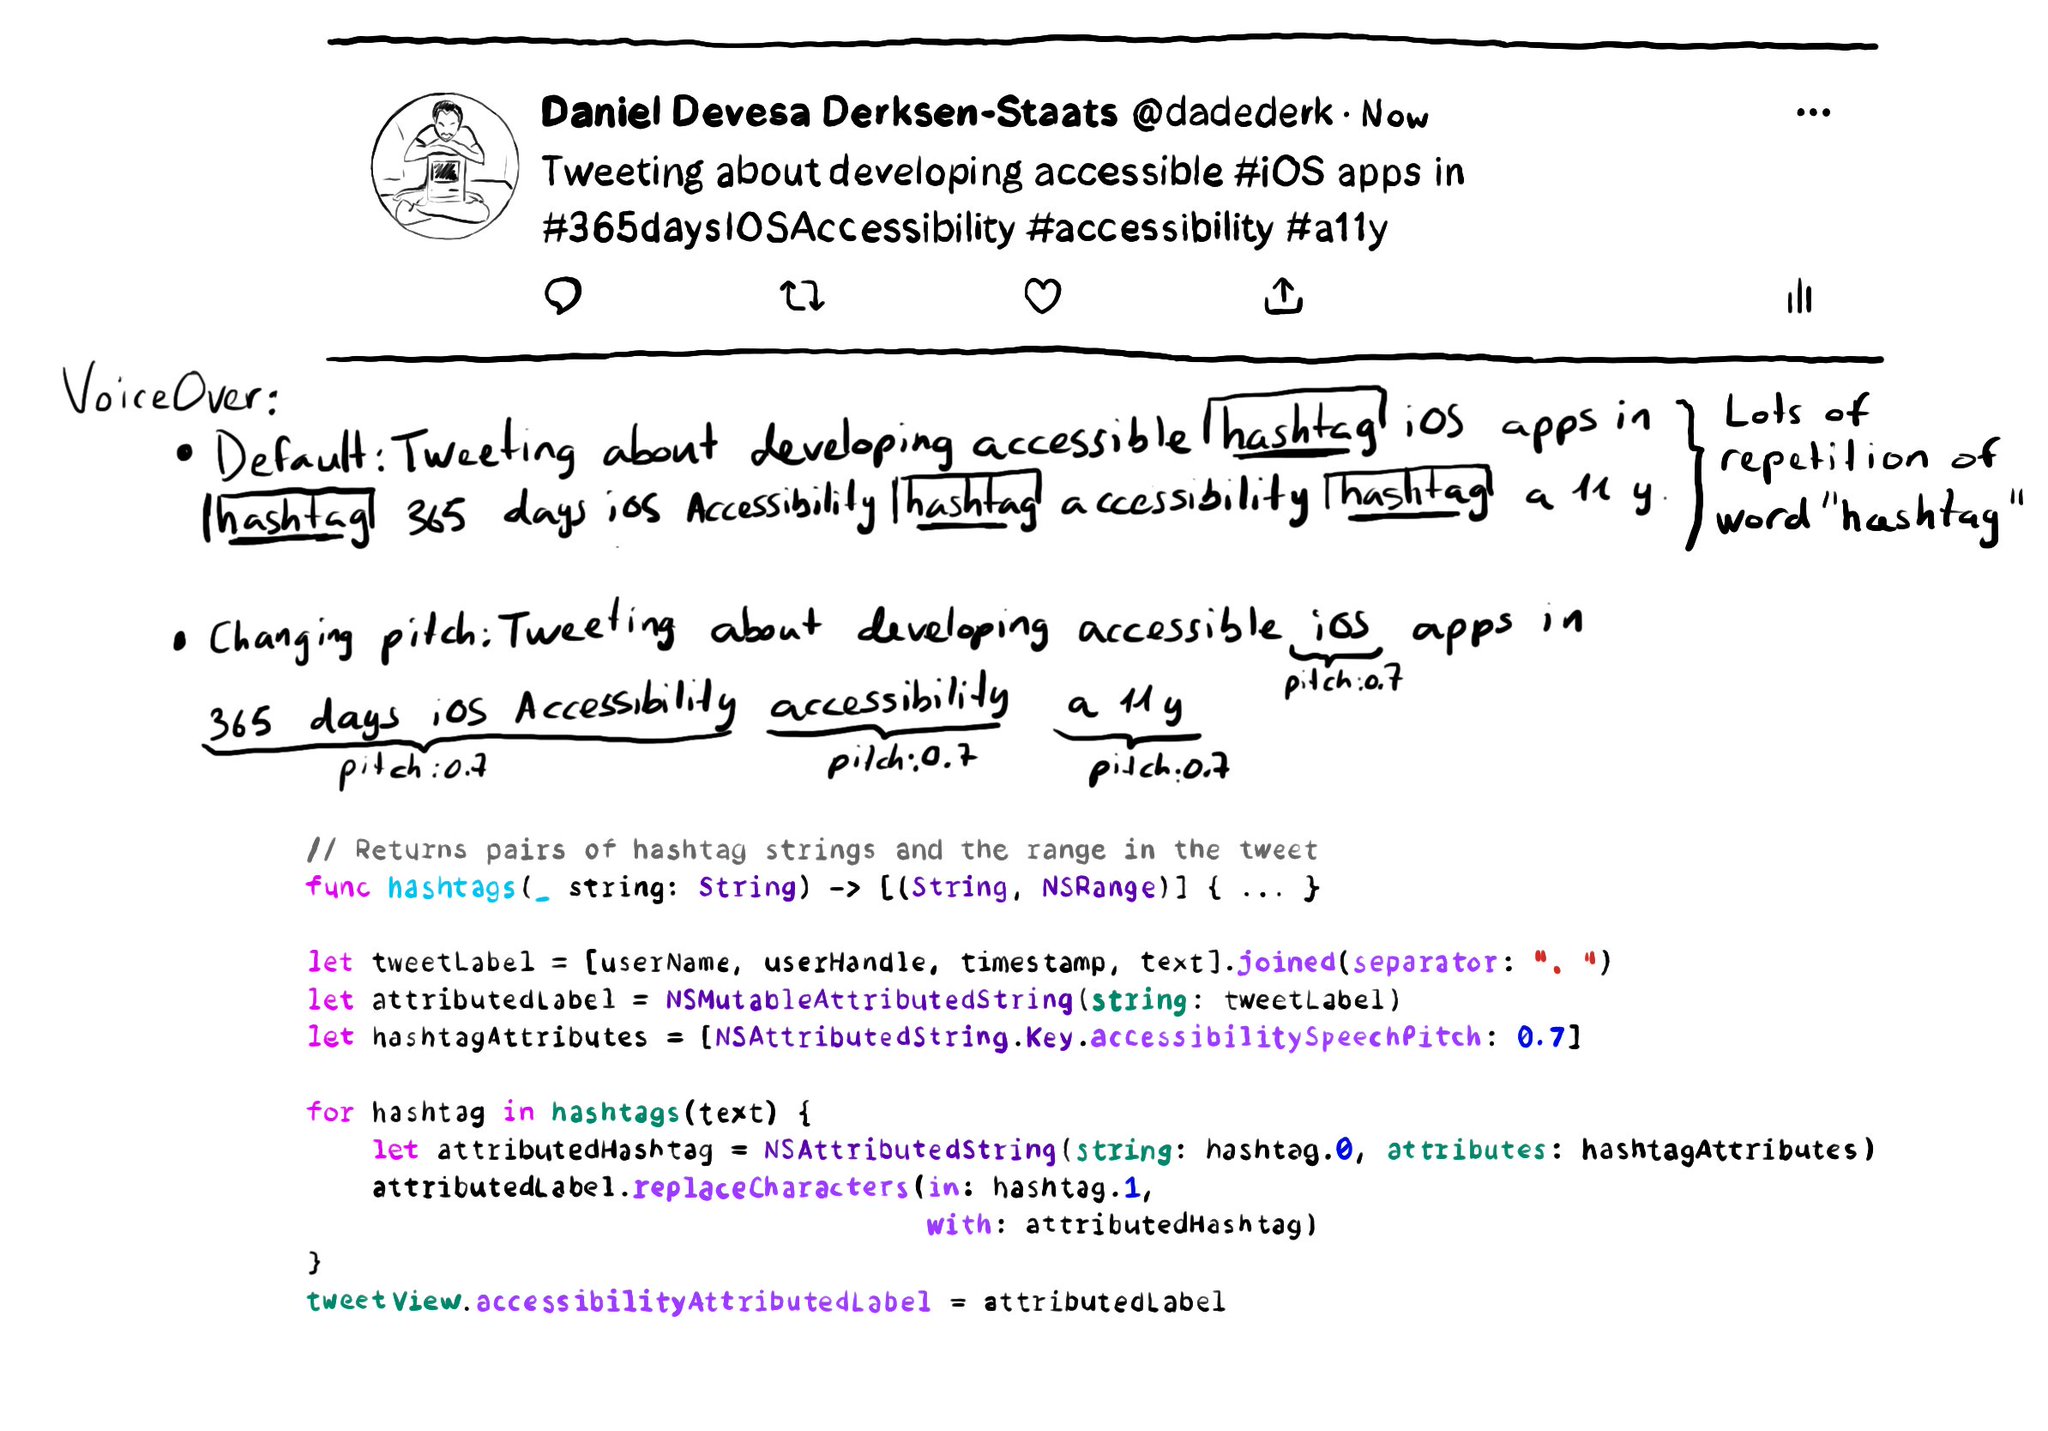 Daniel Devesa Derksen-Staats @dadederk · Now
Tweeting about developing accessible #iOS apps in
#365daysIOSAccessibility #accessibility #a11y
VoiceOver:
• Default: Tweeting about developing accessible hashtag iOS apps in
hashtag 365 days iOS Accessibility hashtag accessibility hashtag a 11 y.
Lots of
repetition of
word "hashtag"
• Changing pitch: Tweeting about developing accessible iOS apps in
pitch:0.7
365 days iOS Accessibility accessibility a 11 y
pitch:0.7 pitch:0.7 pitch:0.7
// Returns pairs of hashtag strings and the range in the tweet
func hashtags(_ string: String) -> [(String, NSRange)] { ... }
let tweetLabel = [userName, userHandle, timestamp, text].joined(separator: ". ")
let attributedLabel = NSMutableAttributedString(string: tweetLabel)
let hashtagAttributes = [NSAttributedString.Key.accessibilitySpeechPitch: 0.7]
for hashtag in hashtags(text) {
let attributedHashtag = NSAttributedString(string: hashtag.0, attributes: hashtagAttributes)
attributedLabel.replaceCharacters(in: hashtag.1,
with: attributedHashtag)
}
tweetView.accessibilityAttributedLabel = attributedLabel